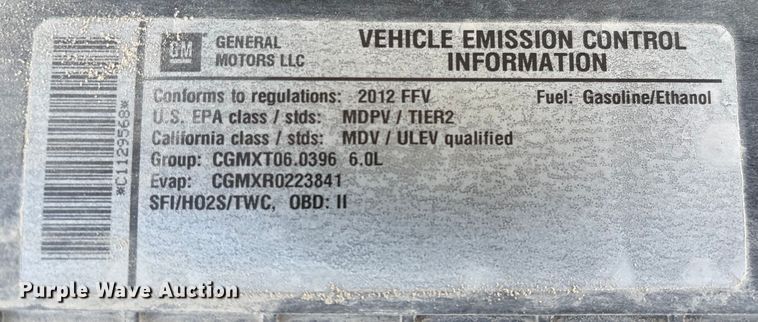 GM
GENERAL
MOTORS LLC
VEHICLE EMISSION CONTROL
INFORMATION
Conforms to regulations: 2012 FFV Fuel: Gasoline/Ethanol
U.S. EPA class / stds: MDPV / TIER2
California class / stds: MDV / ULEV qualified
Group: CGMXT06.0396 6.0L
Evap: CGMXR0223841
SFI/HO2S/TWC, OBD: II
*C1129568*
Purple Wave Auction